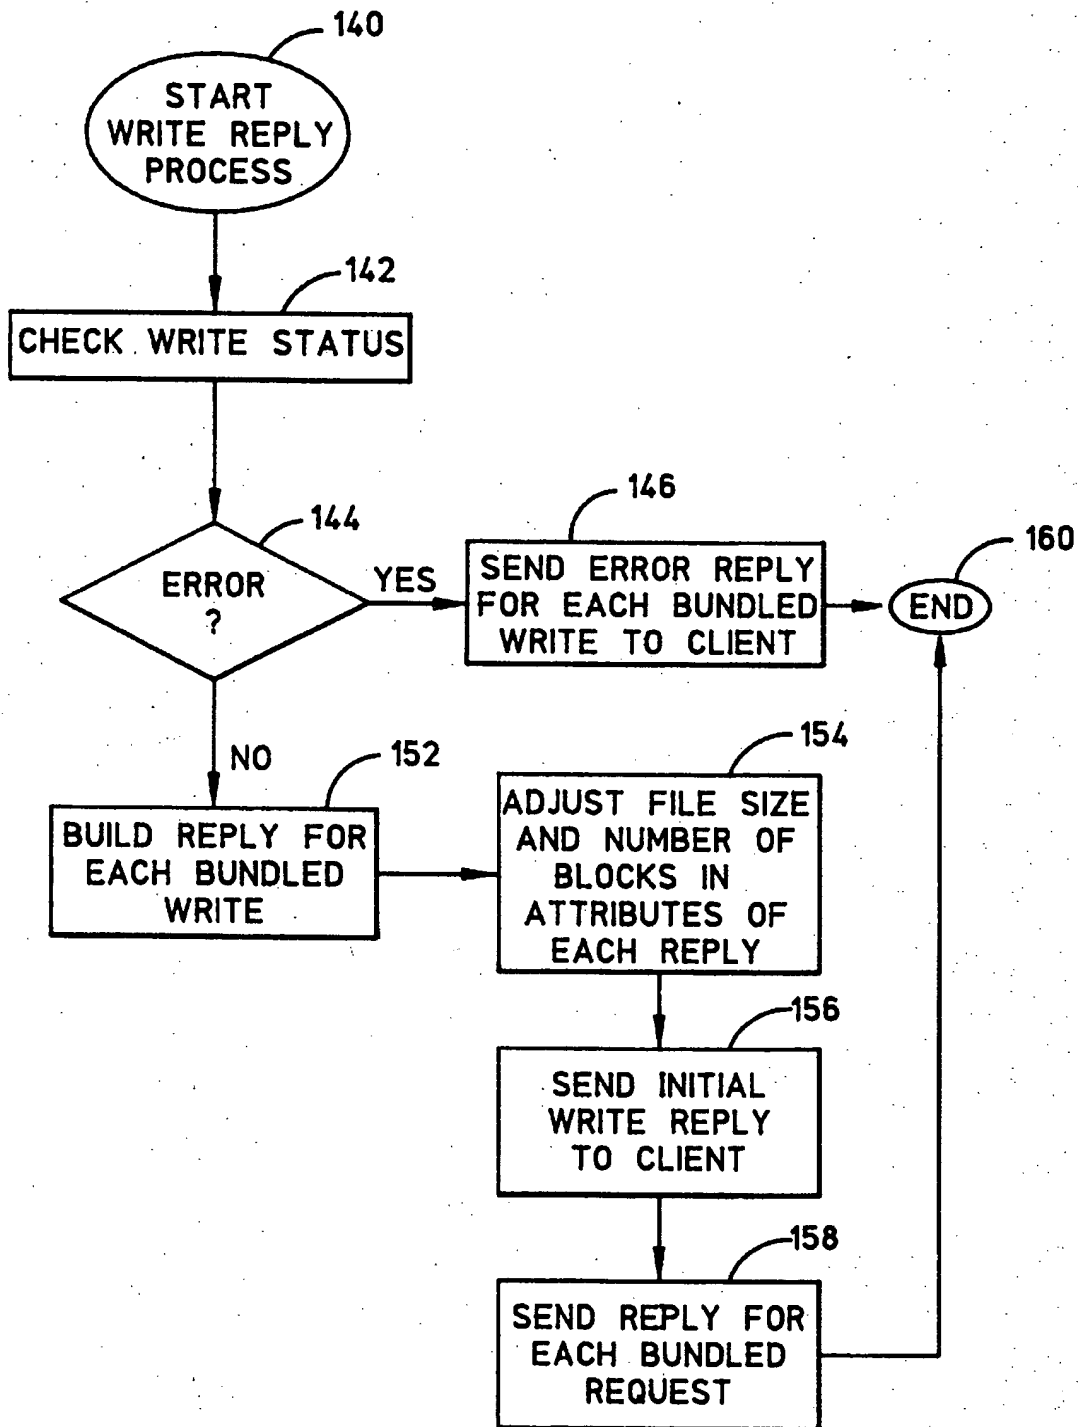 140
START
WRITE REPLY
PROCESS
142
CHECK WRITE STATUS
144
ERROR
?
YES
146
SEND ERROR REPLY
FOR EACH BUNDLED
WRITE TO CLIENT
160
END
NO
152
BUILD REPLY FOR
EACH BUNDLED
WRITE
154
ADJUST FILE SIZE
AND NUMBER OF
BLOCKS IN
ATTRIBUTES OF
EACH REPLY
156
SEND INITIAL
WRITE REPLY
TO CLIENT
158
SEND REPLY FOR
EACH BUNDLED
REQUEST